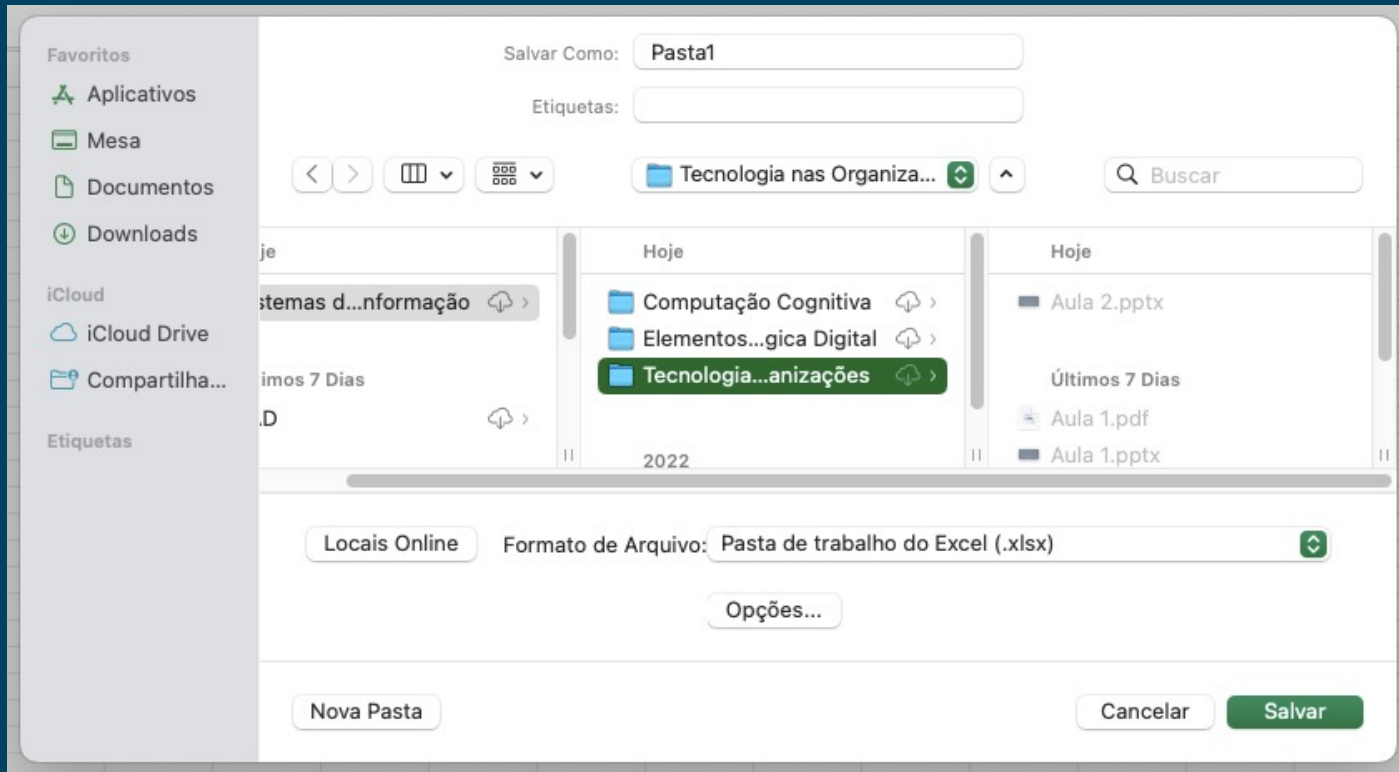 Favoritos
Aplicativos
Mesa
Documentos
Downloads
iCloud
iCloud Drive
Compartilha...
Etiquetas
Salvar Como: Pasta1
Etiquetas:
Tecnologia nas Organiza...
Buscar
je
stemas d...nformação
imos 7 Dias
.D
Hoje
Computação Cognitiva
Elementos...gica Digital
Tecnologia...anizações
2022
Hoje
Aula 2.pptx
Últimos 7 Dias
Aula 1.pdf
Aula 1.pptx
Locais Online
Formato de Arquivo: Pasta de trabalho do Excel (.xlsx)
Opções...
Nova Pasta
Cancelar
Salvar